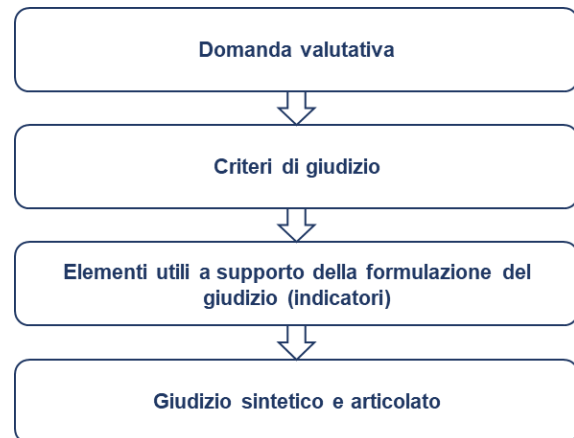 Domanda valutativa
Criteri di giudizio
Elementi utili a supporto della formulazione del
giudizio (indicatori)
Giudizio sintetico e articolato